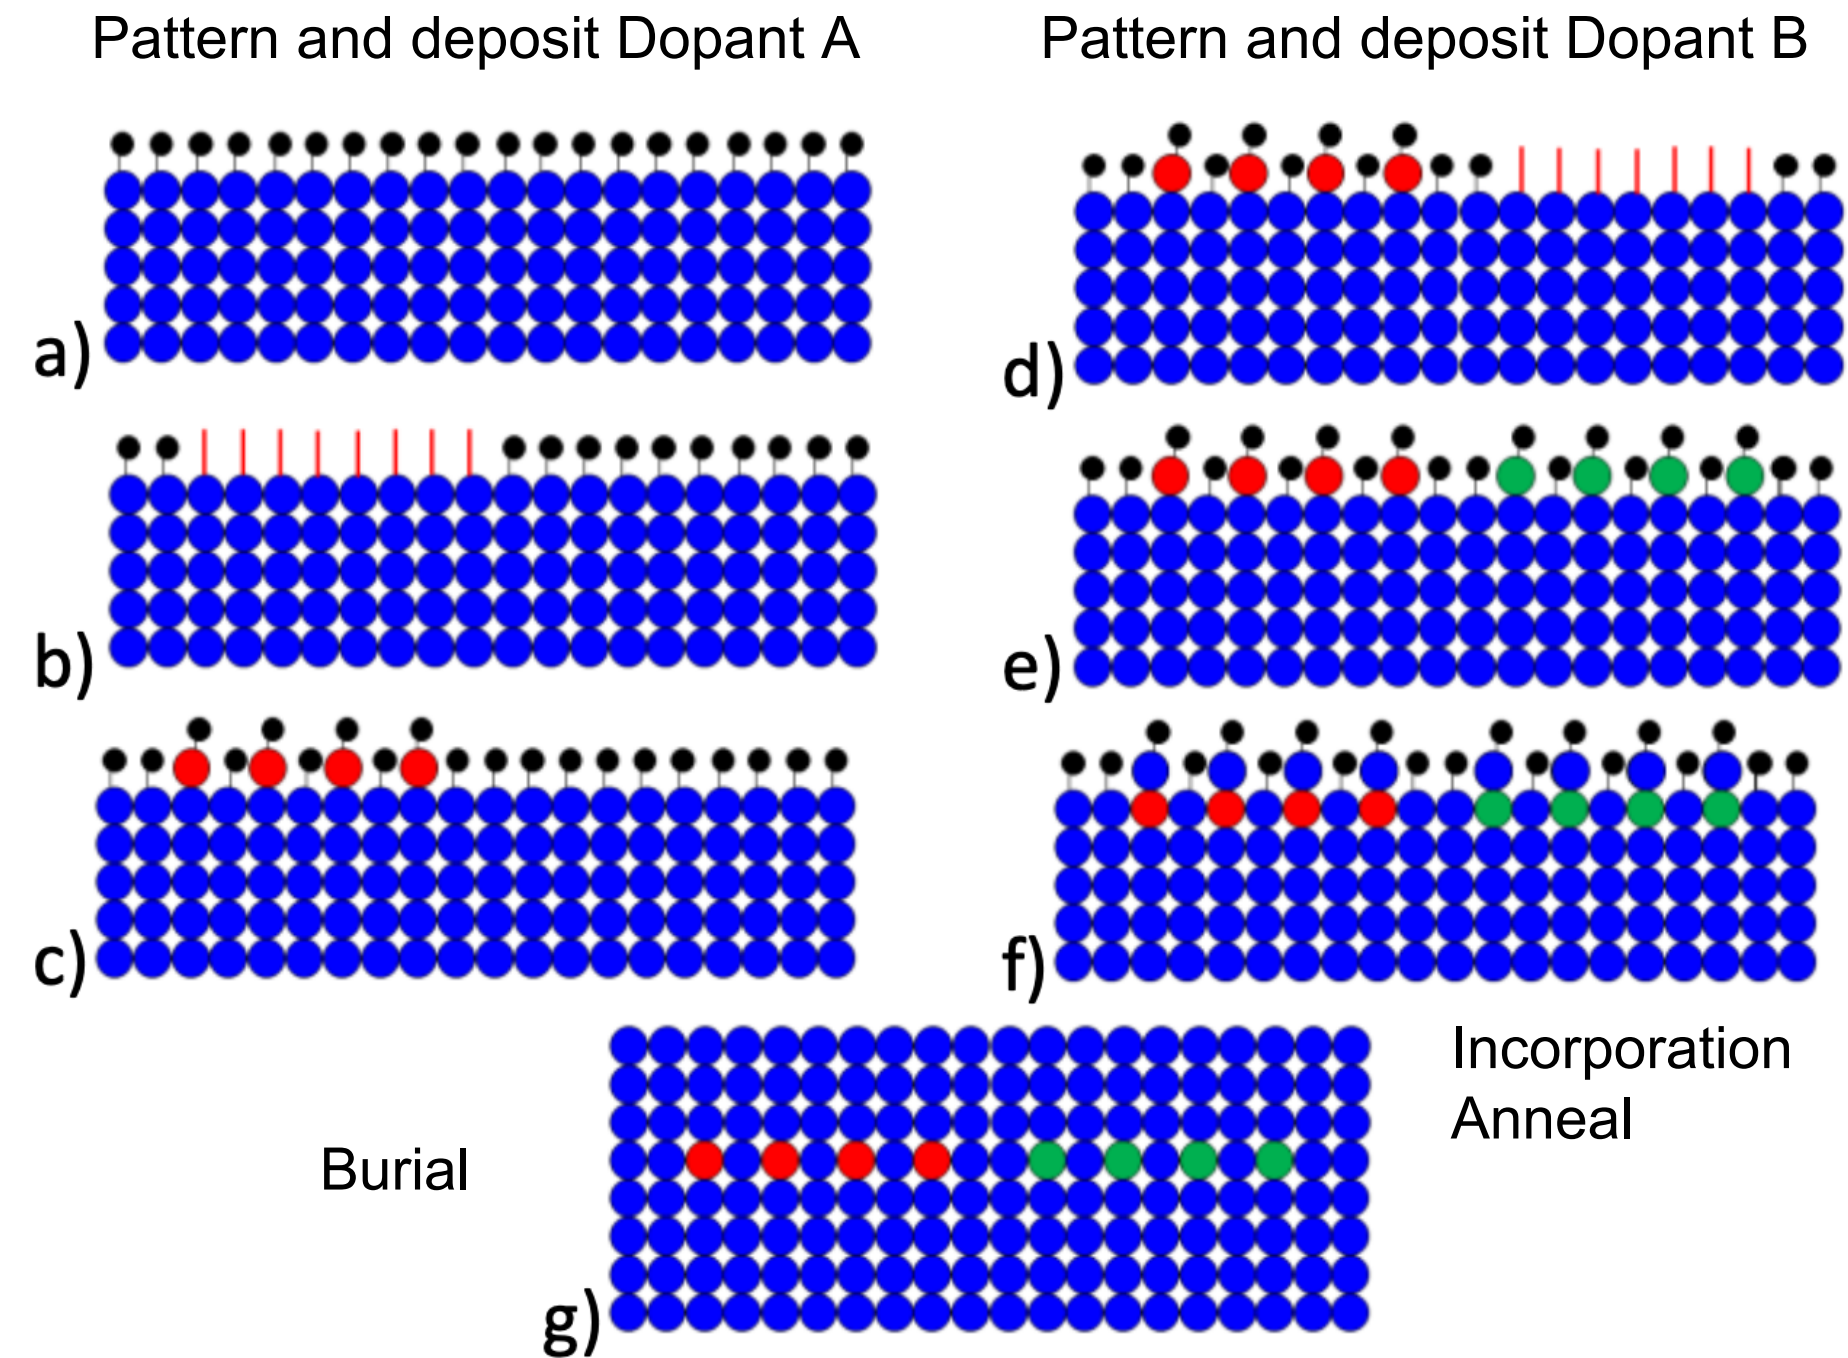 Pattern and deposit Dopant A
a)
b)
c)
Pattern and deposit Dopant B
d)
e)
f)
Incorporation
Anneal
Burial
g)